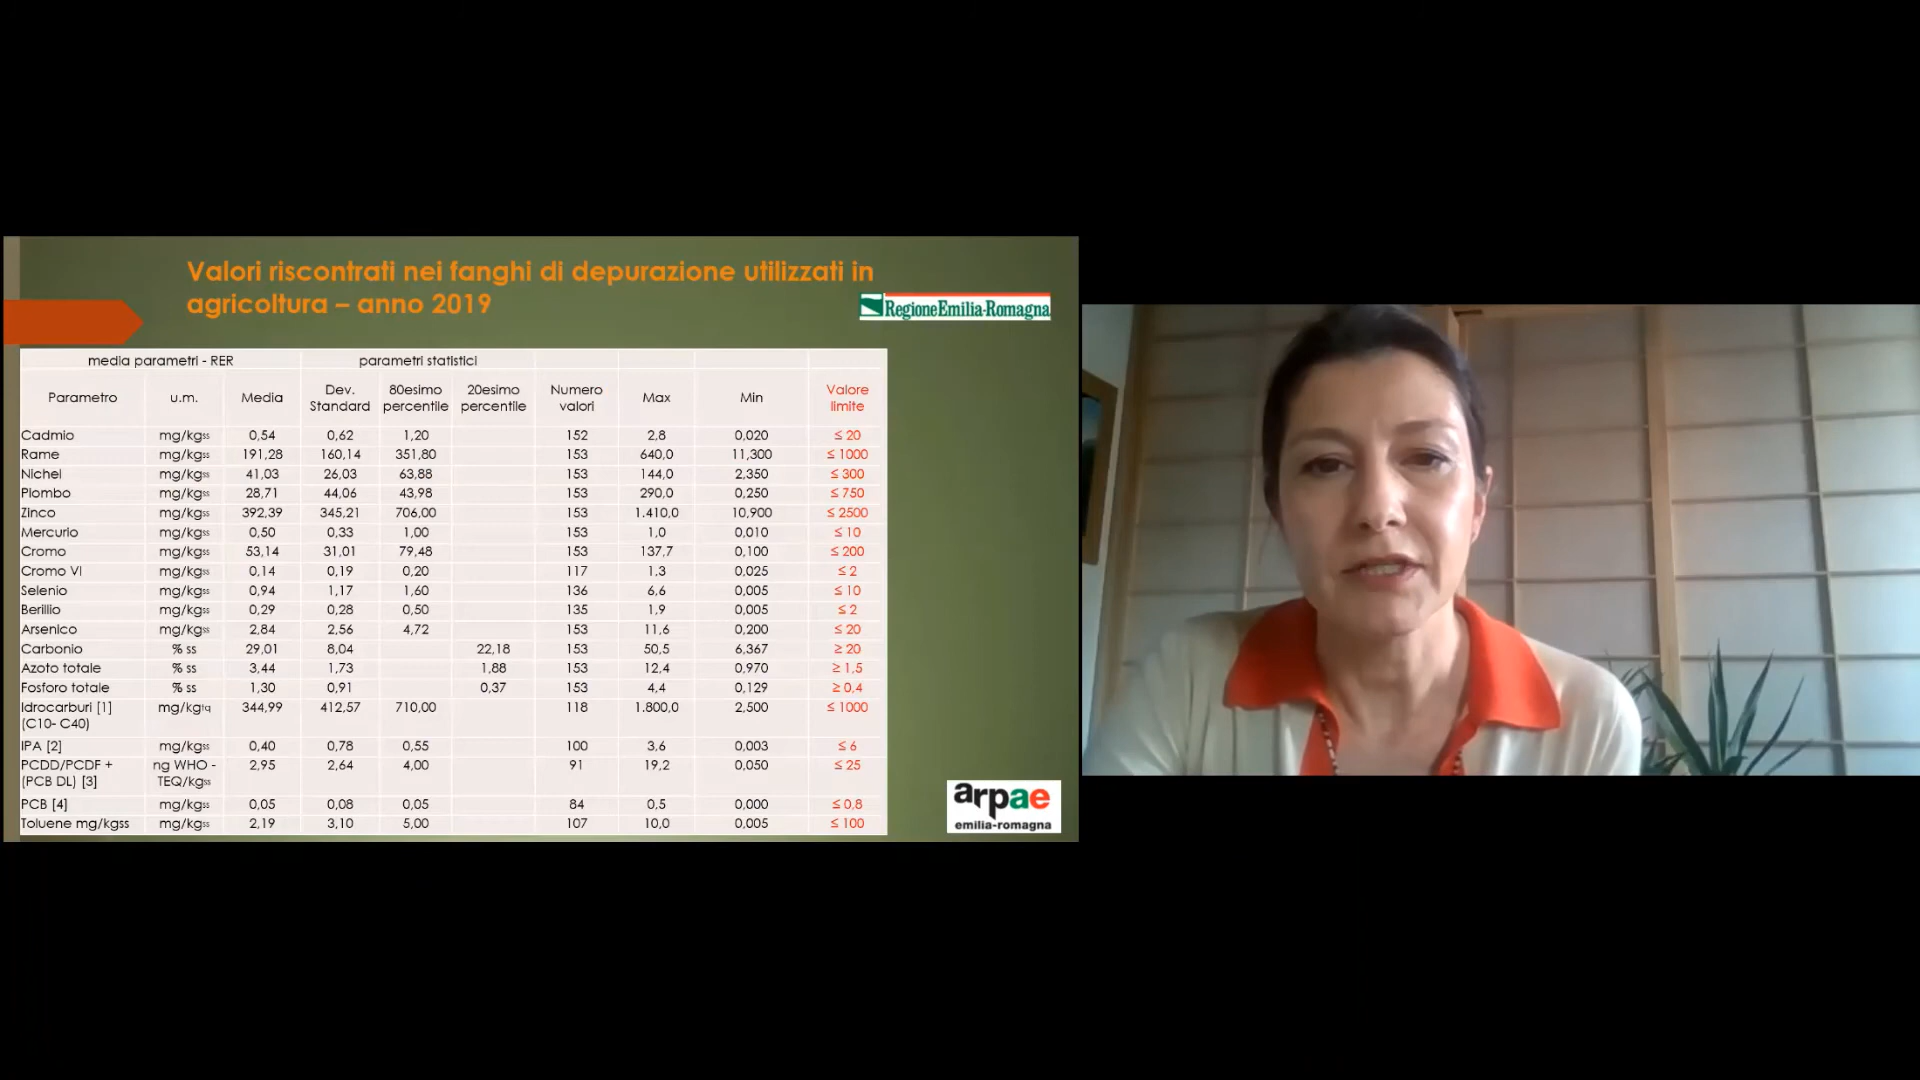 Valori riscontrati nei fanghi di depurazione utilizzati in
agricoltura – anno 2019
RegioneEmilia-Romagna
media parametri - RER parametri statistici
Parametro u.m. Media Dev. Standard 80esimo percentile 20esimo percentile Numero valori Max Min Valore limite
Cadmio mg/kgss 0,54 0,62 1,20 152 2,8 0,020 ≤ 20
Rame mg/kgss 191,28 160,14 351,80 153 640,0 11,300 ≤ 1000
Nichel mg/kgss 41,03 26,03 63,88 153 144,0 2,350 ≤ 300
Piombo mg/kgss 28,71 44,06 43,98 153 290,0 0,250 ≤ 750
Zinco mg/kgss 392,39 345,21 706,00 153 1.410,0 10,900 ≤ 2500
Mercurio mg/kgss 0,50 0,33 1,00 153 1,0 0,010 ≤ 10
Cromo mg/kgss 53,14 31,01 79,48 153 137,7 0,100 ≤ 200
Cromo VI mg/kgss 0,14 0,19 0,20 117 1,3 0,025 ≤ 2
Selenio mg/kgss 0,94 1,17 1,60 136 6,6 0,005 ≤ 10
Berillio mg/kgss 0,29 0,28 0,50 135 1,9 0,005 ≤ 2
Arsenico mg/kgss 2,84 2,56 4,72 153 11,6 0,200 ≤ 20
Carbonio % ss 29,01 8,04 22,18 153 50,5 6,367 ≥ 20
Azoto totale % ss 3,44 1,73 1,88 153 12,4 0,970 ≥ 1,5
Fosforo totale % ss 1,30 0,91 0,37 153 4,4 0,129 ≥ 0,4
Idrocarburi [1] mg/kgtq 344,99 412,57 710,00 118 1.800,0 2,500 ≤ 1000
(C10- C40)
IPA [2] mg/kgss 0,40 0,78 0,55 100 3,6 0,003 ≤ 6
PCDD/PCDF + ng WHO - 2,95 2,64 4,00 91 19,2 0,050 ≤ 25
(PCB DL) [3] TEQ/kgss
PCB [4] mg/kgss 0,05 0,08 0,05 84 0,5 0,000 ≤ 0,8
Toluene mg/kgss mg/kgss 2,19 3,10 5,00 107 10,0 0,005 ≤ 100
arpae
emilia-romagna